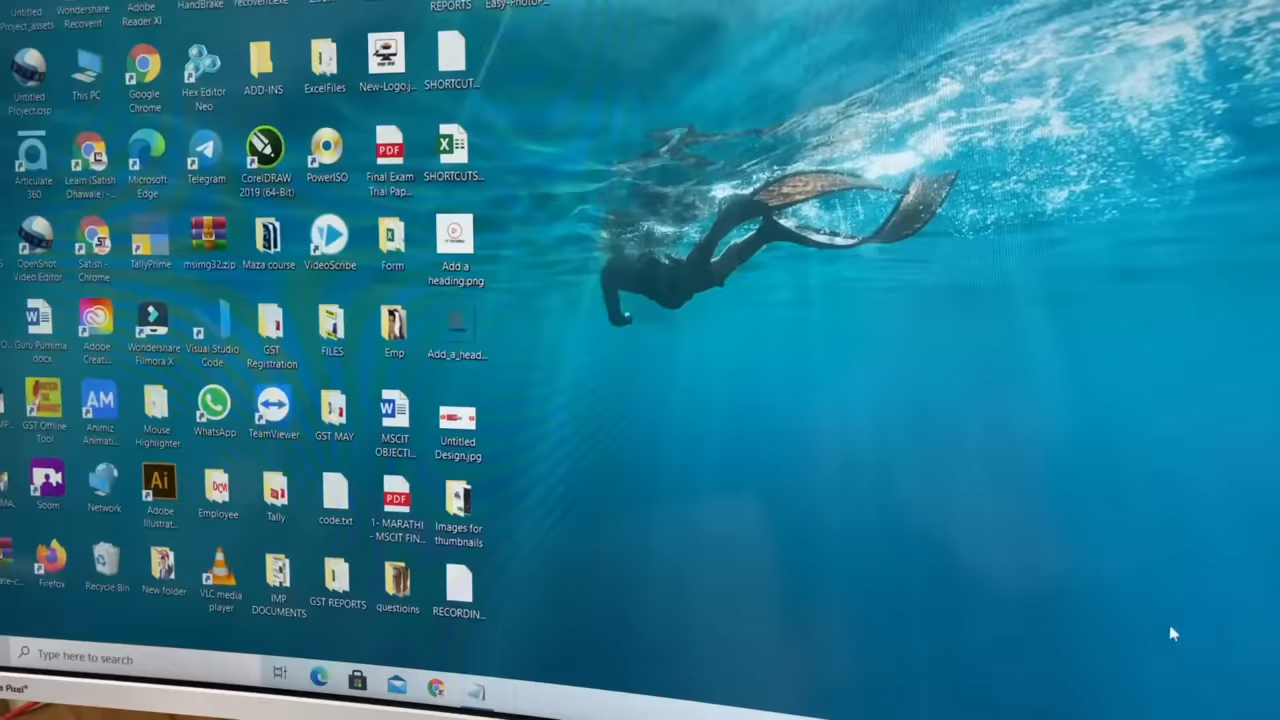 Untitled
Project_assets
Wondershare
Recoverit
Adobe
Reader XI
HandBrake
REPORTS
Untitled
Project.osp
This PC
Google
Chrome
Hex Editor
Neo
ADD-INS
ExcelFiles
New-Logo.j...
SHORTCUT...
Articulate
360
Learn (Satish
Dhawale) -...
Microsoft
Edge
Telegram
CorelDRAW
2019 (64-Bit)
PowerISO
PDF
Final Exam
Trial Pap...
SHORTCUTS...
OpenShot
Video Editor
Satish -
Chrome
TallyPrime
msimg32.zip
Maza course
VideoScribe
Form
Add a
heading.png
Guru Purnima
.docx
Adobe
Creati...
Wondershare
Filmora X
Visual Studio
Code
GST
Registration
FILES
Emp
Add_a_head...
GST Offline
Tool
AM
Animiz
Animati...
Mouse
Highlighter
WhatsApp
TeamViewer
GST MAY
MSCIT
OBJECTI...
Untitled
Design.jpg
Soom
Network
Ai
Adobe
Illustrat...
Employee
Tally
code.txt
PDF
1- MARATHI
- MSCIT FIN...
Images for
thumbnails
Firefox
Recycle Bin
New folder
VLC media
player
IMP
DOCUMENTS
GST REPORTS
questioins
RECORDIN...
Type here to search